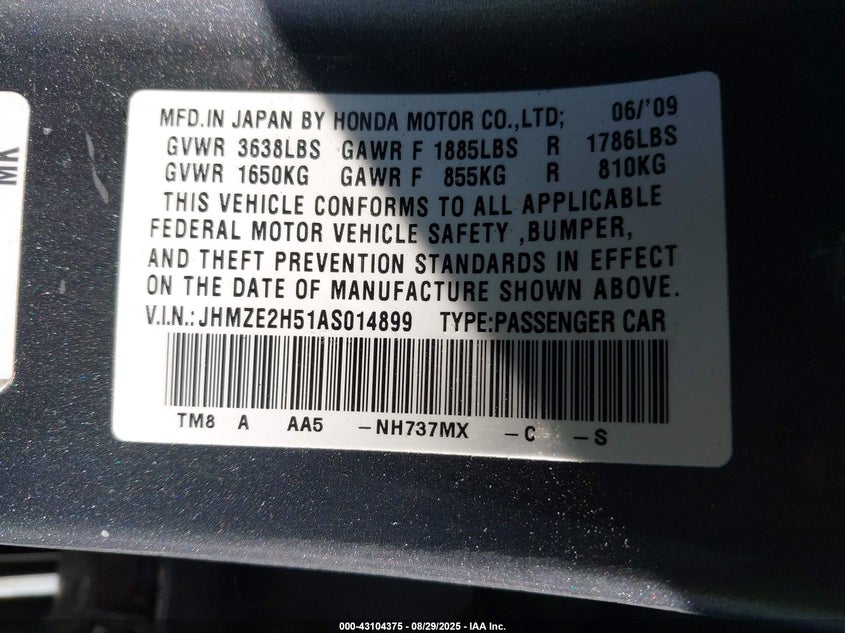 MK
MFD.IN JAPAN BY HONDA MOTOR CO.,LTD; 06/'09
GVWR 3638LBS GAWR F 1885LBS R 1786LBS
GVWR 1650KG GAWR F 855KG R 810KG
THIS VEHICLE CONFORMS TO ALL APPLICABLE
FEDERAL MOTOR VEHICLE SAFETY ,BUMPER,
AND THEFT PREVENTION STANDARDS IN EFFECT
ON THE DATE OF MANUFACTURE SHOWN ABOVE.
V.I.N.:JHMZE2H51AS014899 TYPE:PASSENGER CAR
TM8 A AA5 -NH737MX -C -S
000-43104375 - 08/29/2025 - IAA Inc.